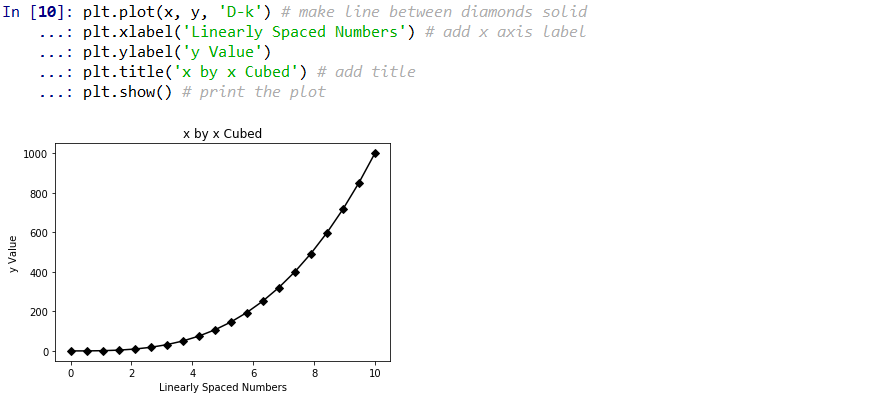 In [10]: plt.plot(x, y, 'D-k') # make line between diamonds solid
...: plt.xlabel('Linearly Spaced Numbers') # add x axis label
...: plt.ylabel('y Value')
...: plt.title('x by x Cubed') # add title
...: plt.show() # print the plot
x by x Cubed
1000
800
600
400
200
0
y Value
0 2 4 6 8 10
Linearly Spaced Numbers